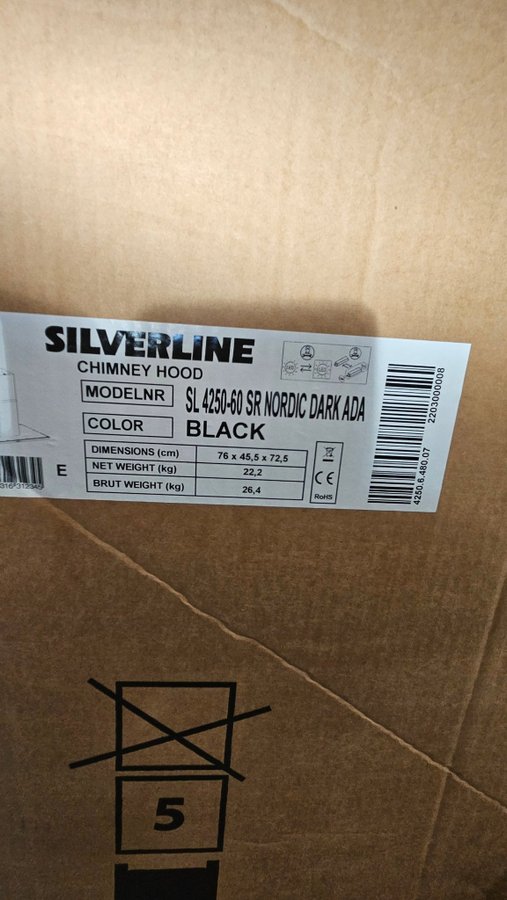 SILVERLINE
CHIMNEY HOOD
MODELNR SL 4250-60 SR NORDIC DARK ADA
COLOR BLACK
DIMENSIONS (cm) 76 x 45,5 x 72,5
NET WEIGHT (kg) 22,2
BRUT WEIGHT (kg) 26,4
E
CE
RoHS
4250.6.480.07
2203000008
5